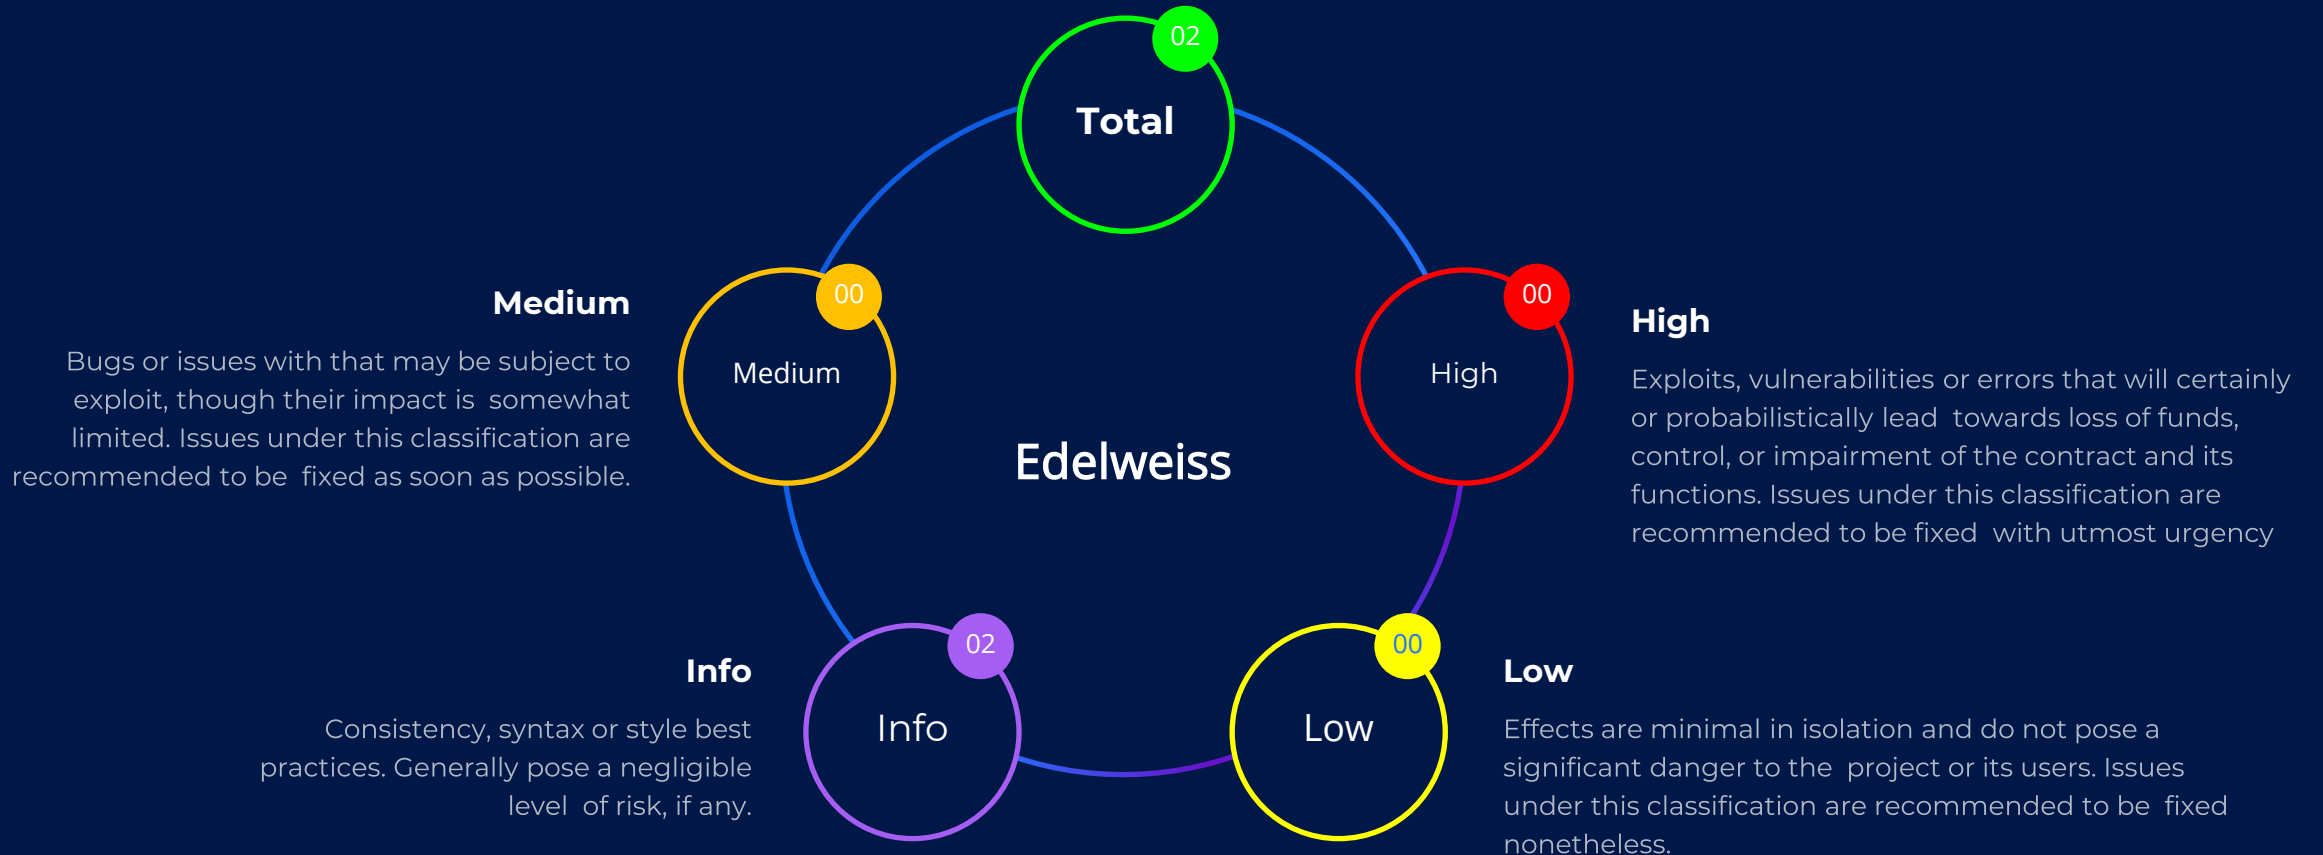 02
Total
Medium
Bugs or issues with that may be subject to
exploit, though their impact is somewhat
limited. Issues under this classification are
recommended to be fixed as soon as possible.
00
Medium
00
High
High
Exploits, vulnerabilities or errors that will certainly
or probabilistically lead towards loss of funds,
control, or impairment of the contract and its
functions. Issues under this classification are
recommended to be fixed with utmost urgency
Edelweiss
Info
Consistency, syntax or style best
practices. Generally pose a negligible
level of risk, if any.
02
Info
00
Low
Low
Effects are minimal in isolation and do not pose a
significant danger to the project or its users. Issues
under this classification are recommended to be fixed
nonetheless.